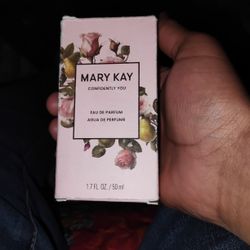 MARY KAY
CONFIDENTLY YOU
EAU DE PARFUM
AGUA DE PERFUME
1.7 FL. OZ. / 50 ml